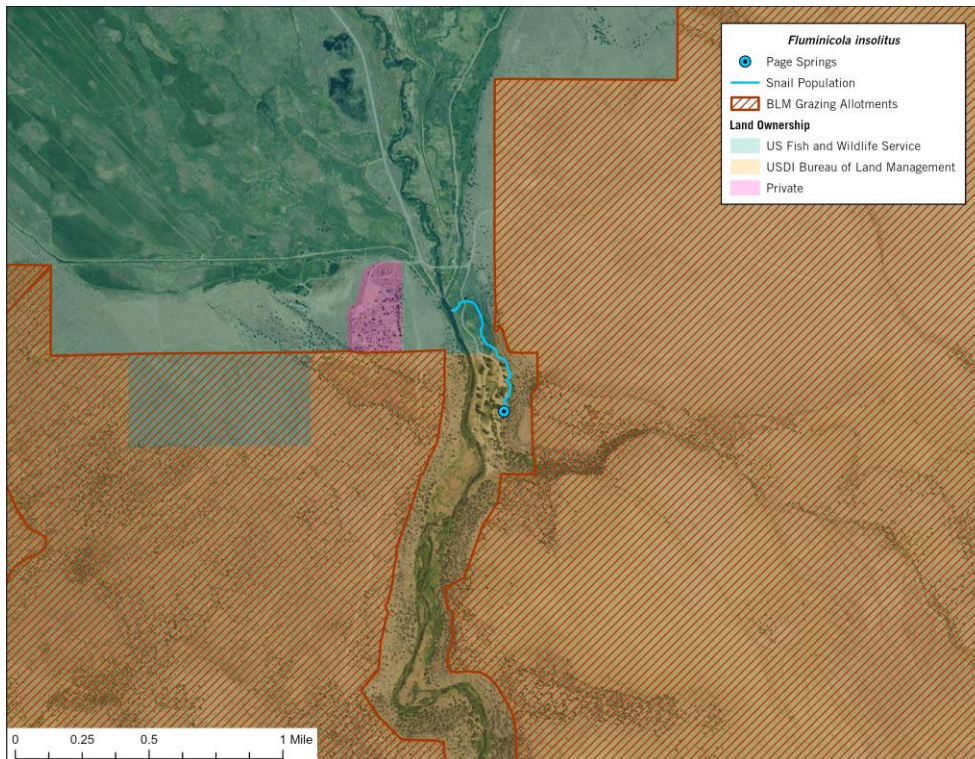 Fluminicola insolitus
Page Springs
Snail Population
BLM Grazing Allotments
Land Ownership
US Fish and Wildlife Service
USDI Bureau of Land Management
Private
0 0.25 0.5 1 Mile